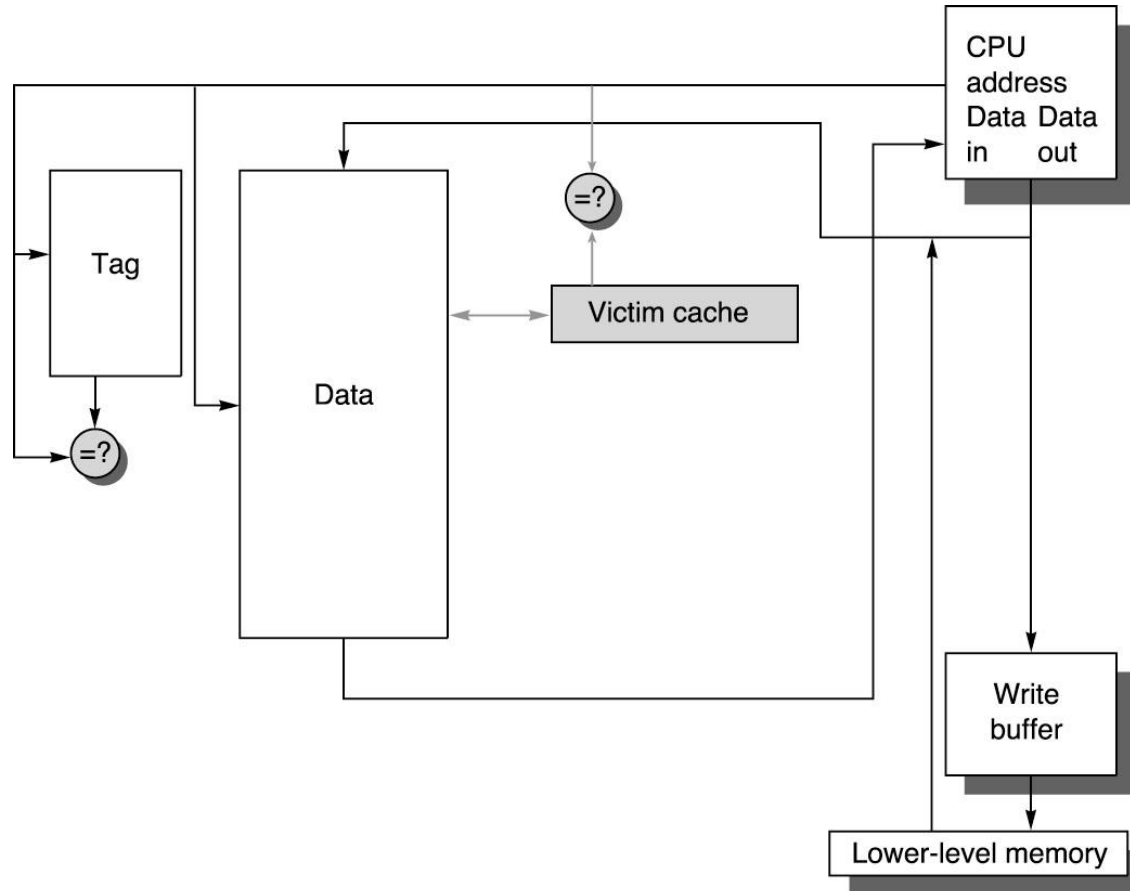 CPU
address
Data Data
in out
=?
Tag
Victim cache
Data
=?
Write
buffer
Lower-level memory